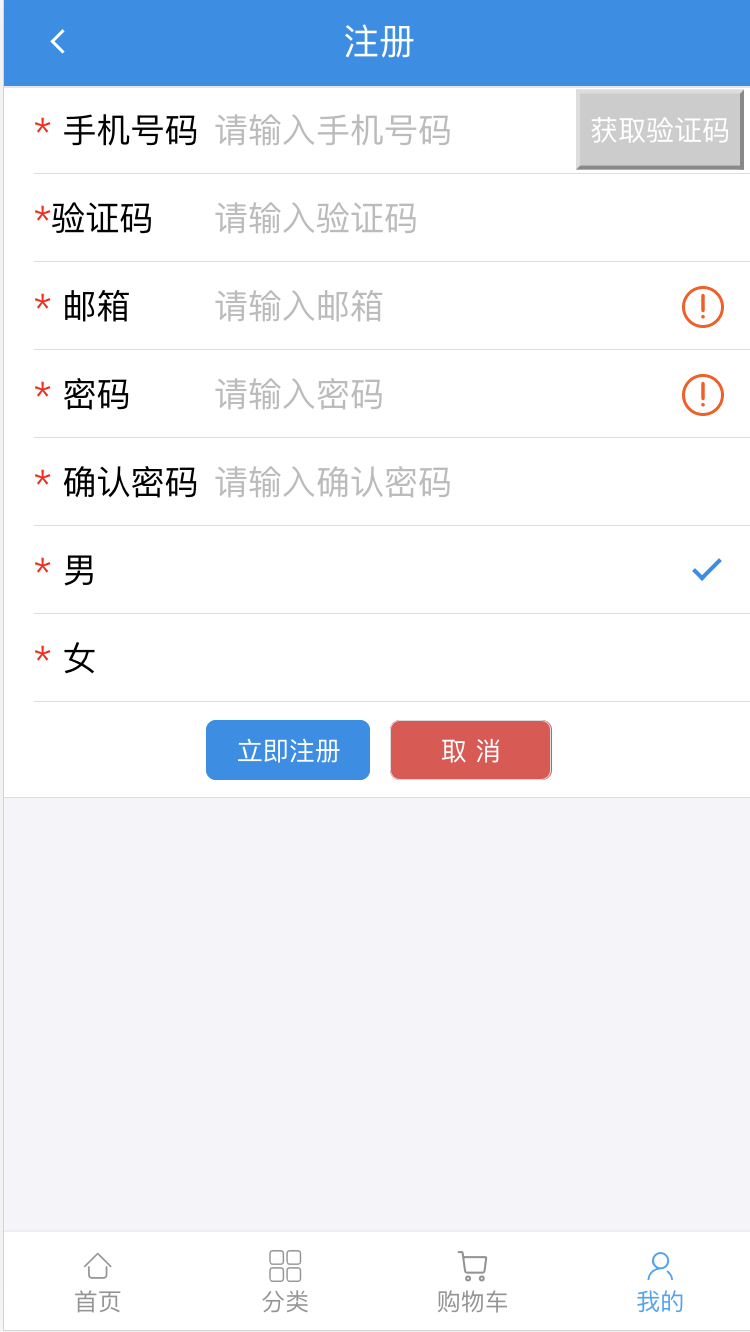 注册
* 手机号码 请输入手机号码 获取验证码
*验证码 请输入验证码
* 邮箱 请输入邮箱
* 密码 请输入密码
* 确认密码 请输入确认密码
* 男
* 女
立即注册 取 消
首页 分类 购物车 我的